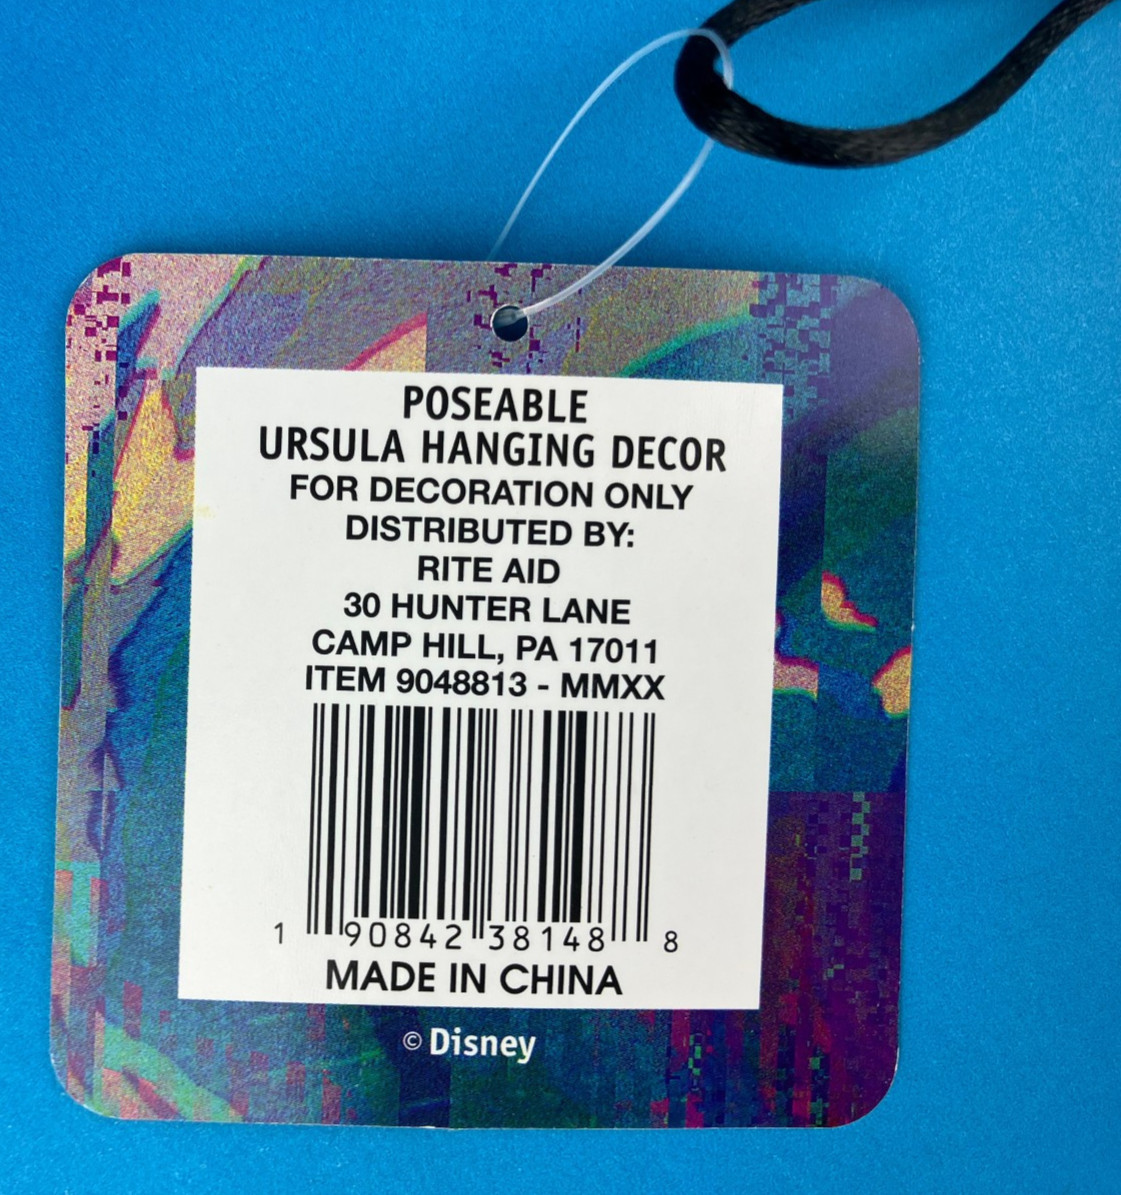 POSEABLE
URSULA HANGING DECOR
FOR DECORATION ONLY
DISTRIBUTED BY:
RITE AID
30 HUNTER LANE
CAMP HILL, PA 17011
ITEM 9048813 - MMXX
1 90842 38148 8
MADE IN CHINA
© Disney